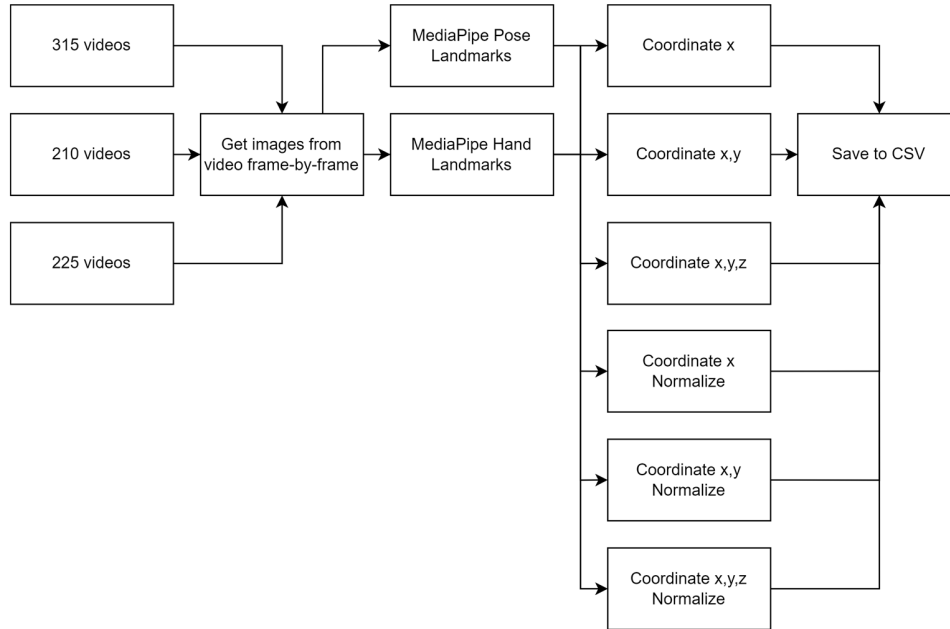 315 videos
210 videos
225 videos
Get images from
video frame-by-frame
MediaPipe Pose
Landmarks
MediaPipe Hand
Landmarks
Coordinate x
Coordinate x,y
Coordinate x,y,z
Coordinate x
Normalize
Coordinate x,y
Normalize
Coordinate x,y,z
Normalize
Save to CSV